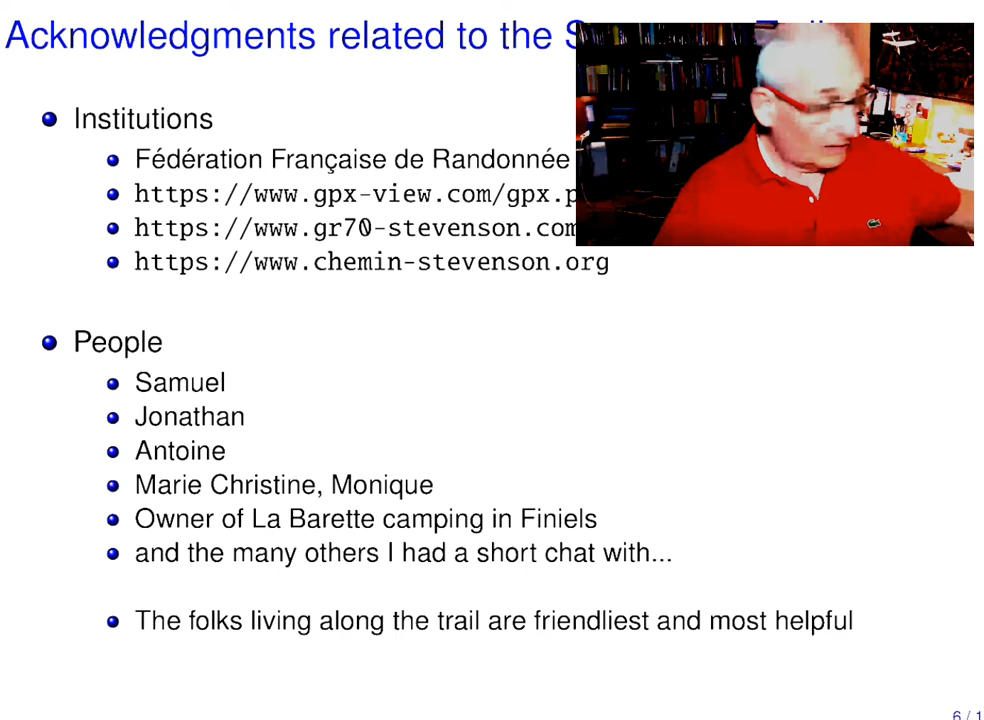 Acknowledgments related to the
Institutions
Fédération Française de Randonnée
https://www.gpx-view.com/gpx.p
https://www.gr70-stevenson.com
https://www.chemin-stevenson.org
People
Samuel
Jonathan
Antoine
Marie Christine, Monique
Owner of La Barette camping in Finiels
and the many others I had a short chat with...
The folks living along the trail are friendliest and most helpful
6 / 1